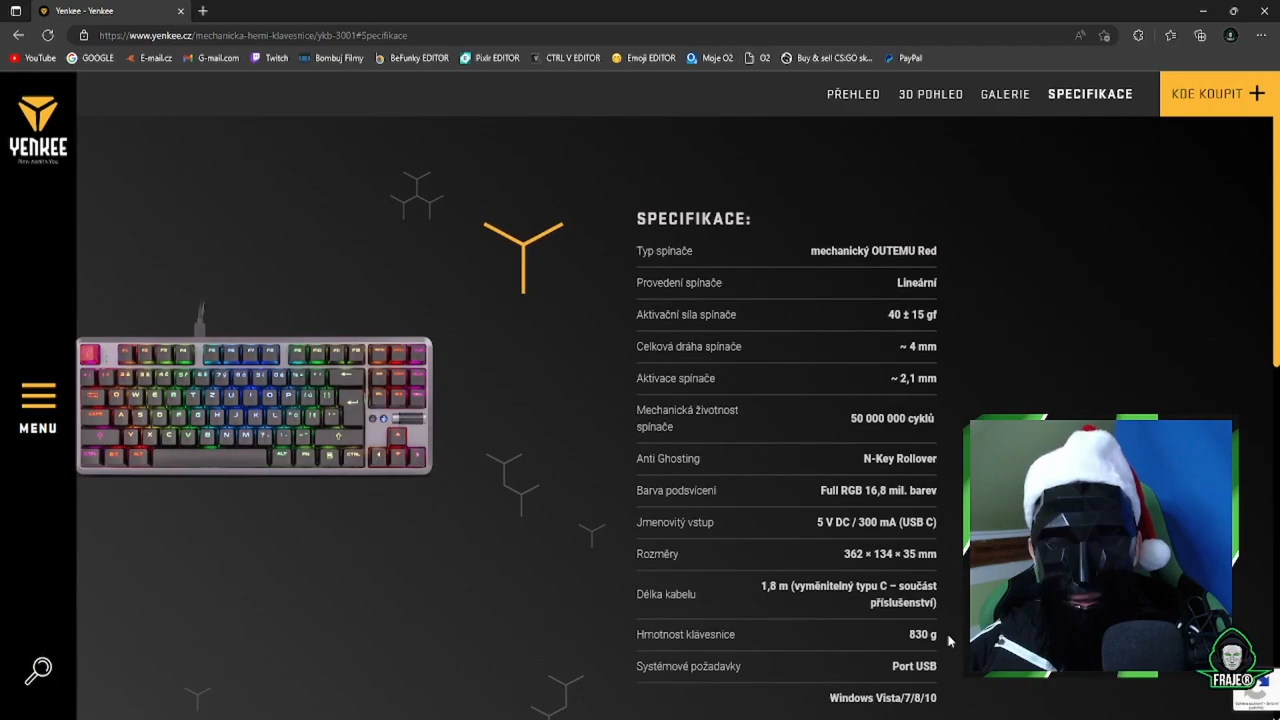 Yenkee - Yenkee
https://www.yenkee.cz/mechanicka-herni-klavesnice/ykb-3001#Specifikace
YouTube GOOGLE E-mail.cz G-mail.com Twitch Bombuj Filmy BeFunky EDITOR Pixlr EDITOR CTRL V EDITOR Emoji EDITOR Moje O2 O2 Buy & sell CS:GO sk... PayPal
YENKEE
PŘEHLED 3D POHLED GALERIE SPECIFIKACE KDE KOUPIT +
SPECIFIKACE:
Typ spínače mechanický OUTEMU Red
Provedení spínače Lineární
Aktivační síla spínače 40 ± 15 gf
Celková dráha spínače ~ 4 mm
Aktivace spínače ~ 2,1 mm
Mechanická životnost
spínače 50 000 000 cyklů
Anti Ghosting N-Key Rollover
Barva podsvícení Full RGB 16,8 mil. barev
Jmenovitý vstup 5 V DC / 300 mA (USB C)
Rozměry 362 × 134 × 35 mm
Délka kabelu 1,8 m (vyměnitelný typu C – součást
příslušenství)
Hmotnost klávesnice 830 g
Systémové požadavky Port USB
Windows Vista/7/8/10
MENU
FRAJE®